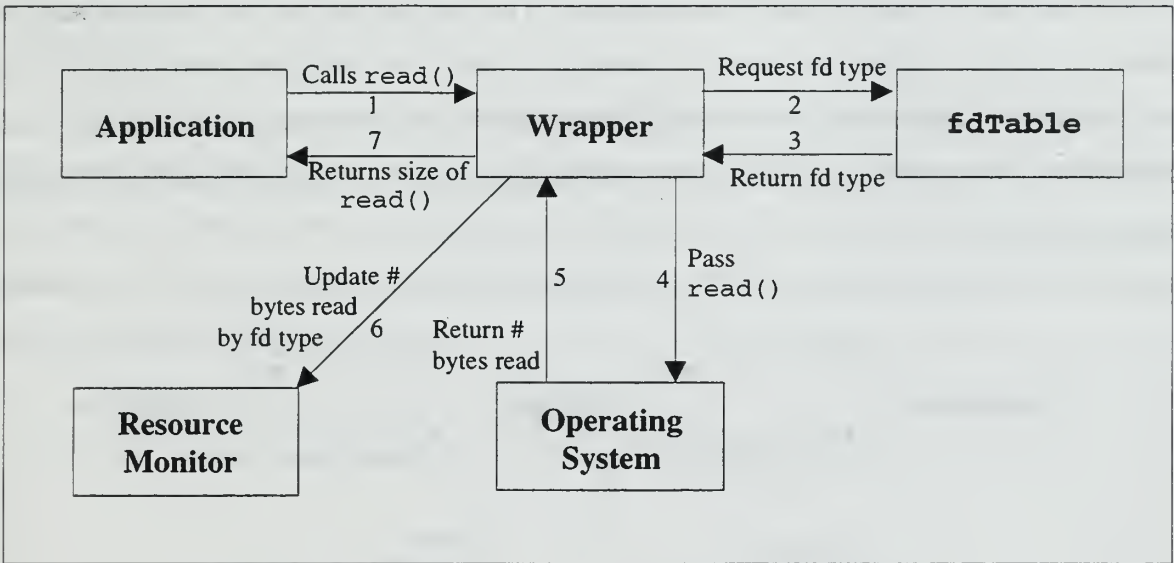 Calls read()
1
7
Returns size of
read()
Application
Wrapper
Request fd type
2
3
Return fd type
fdTable
Update #
bytes read
by fd type
6
5
Return #
bytes read
4
Pass
read()
Resource
Monitor
Operating
System